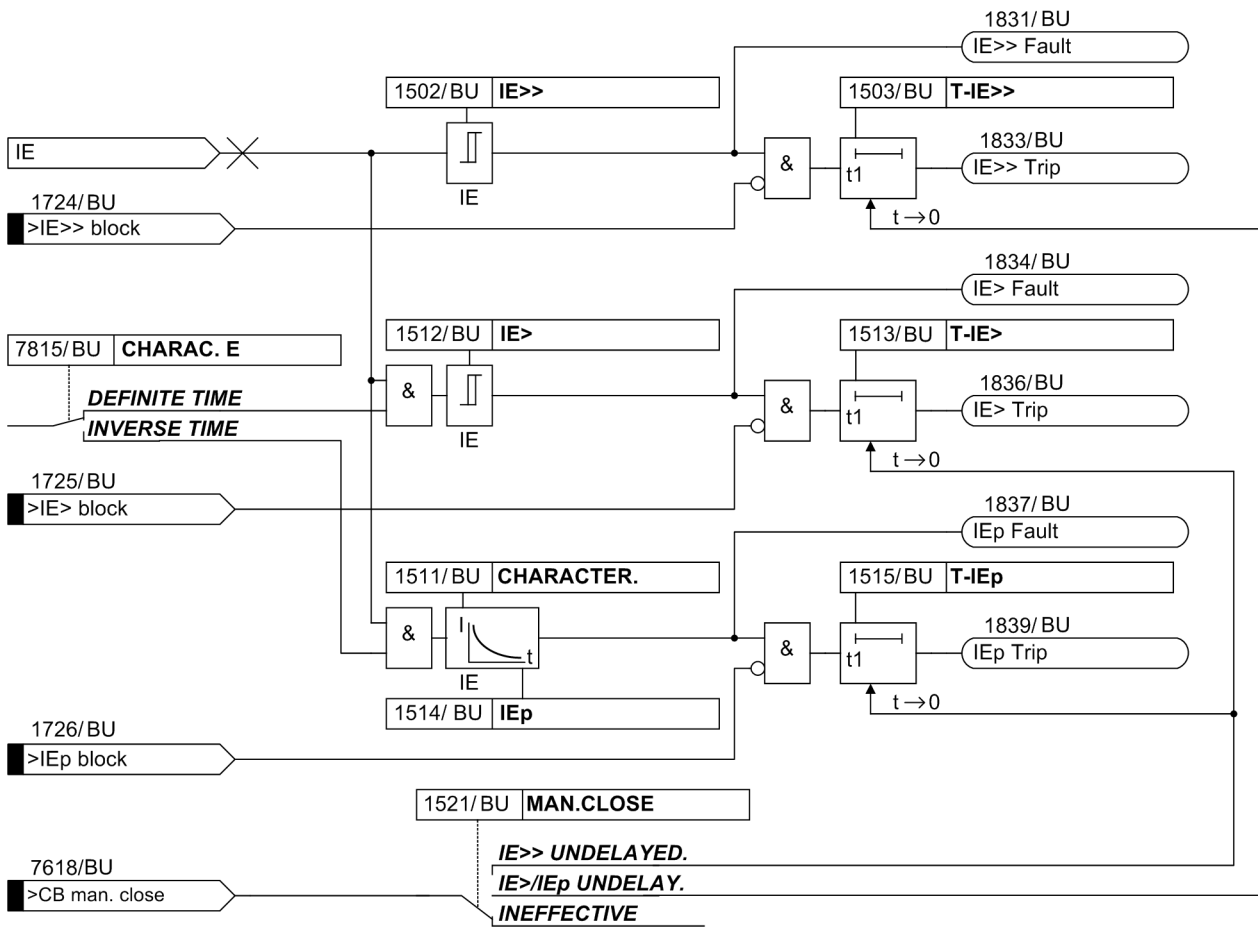 1831/ BU
IE>> Fault
1502/ BU IE>>
1503/ BU T-IE>>
IE
1833/ BU
IE>> Trip
&
t1
IE
1724/ BU
>IE>> block
t→0
1834/ BU
IE> Fault
1512/ BU IE>
1513/ BU T-IE>
7815/ BU CHARAC. E
1836/ BU
IE> Trip
&
&
t1
DEFINITE TIME
INVERSE TIME
IE
t→0
1725/ BU
>IE> block
1837/ BU
IEp Fault
1511/ BU CHARACTER.
1515/ BU T-IEp
1839/ BU
IEp Trip
&
I
t
&
t1
IE
t→0
1514/ BU IEp
1726/ BU
>IEp block
1521/ BU MAN.CLOSE
7618/BU
>CB man. close
IE>> UNDELAYED.
IE>/IEp UNDELAY.
INEFFECTIVE